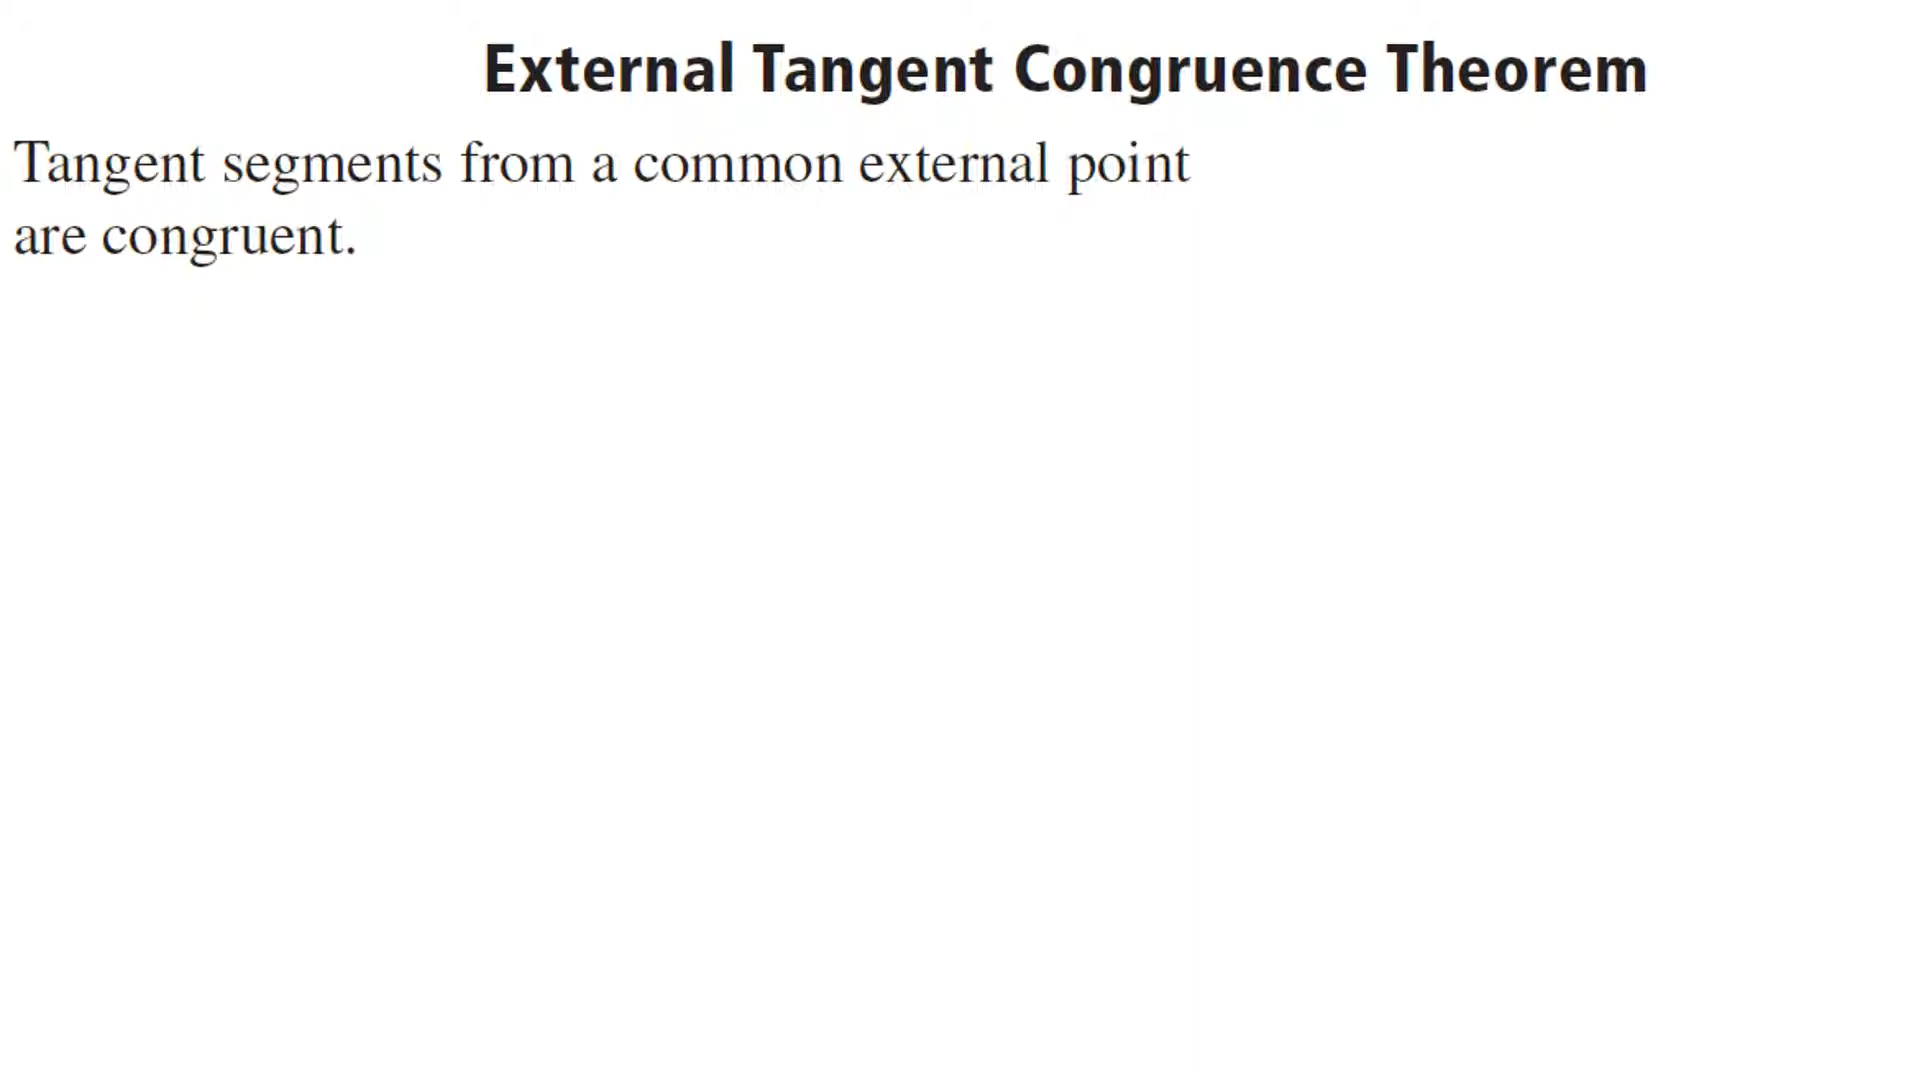 External Tangent Congruence Theorem
Tangent segments from a common external point
are congruent.